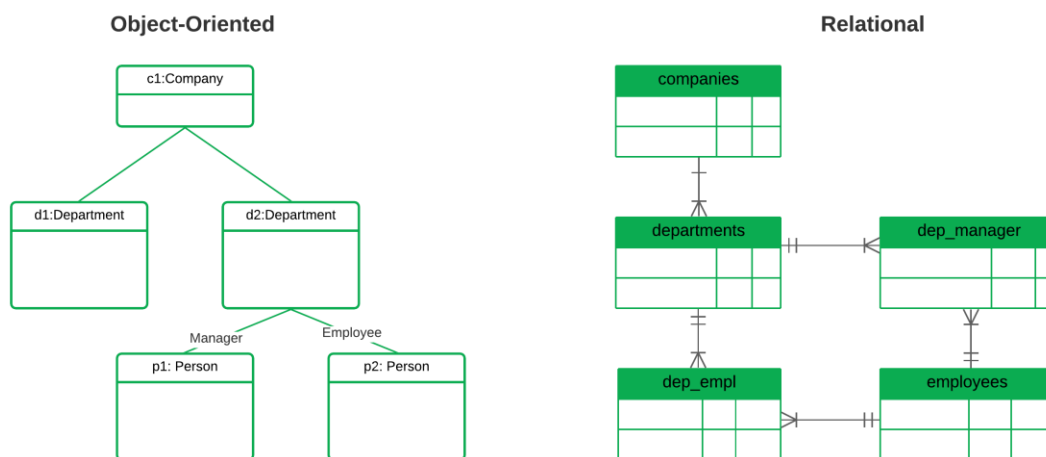 Object-Oriented
Relational
c1:Company
companies
d1:Department
d2:Department
departments
dep_manager
Manager
Employee
p1: Person
p2: Person
dep_empl
employees